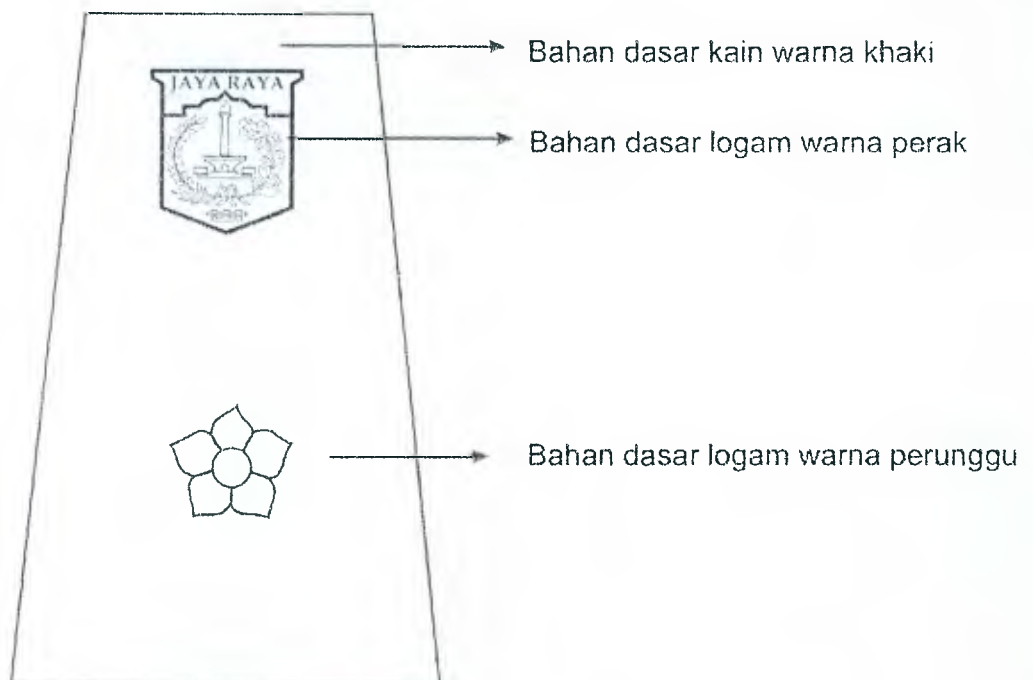 Bahan dasar kain warna khaki
JAYA RAYA
Bahan dasar logam warna perak
Bahan dasar logam warna perunggu